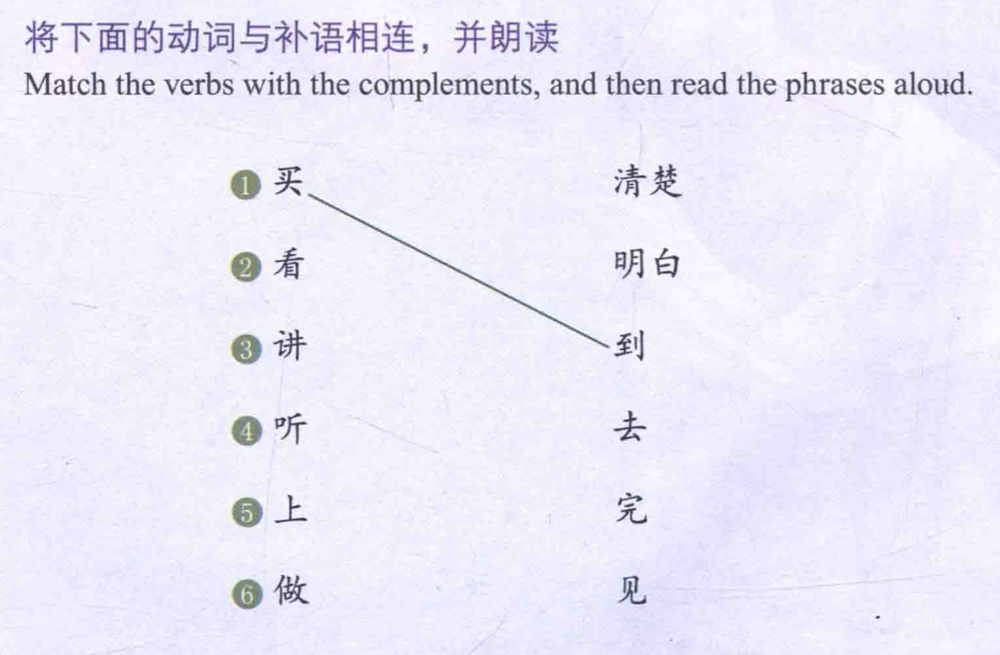 将下面的动词与补语相连，并朗读
Match the verbs with the complements, and then read the phrases aloud.
1 买 清楚
2 看 明白
3 讲 到
4 听 去
5 上 完
6 做 见